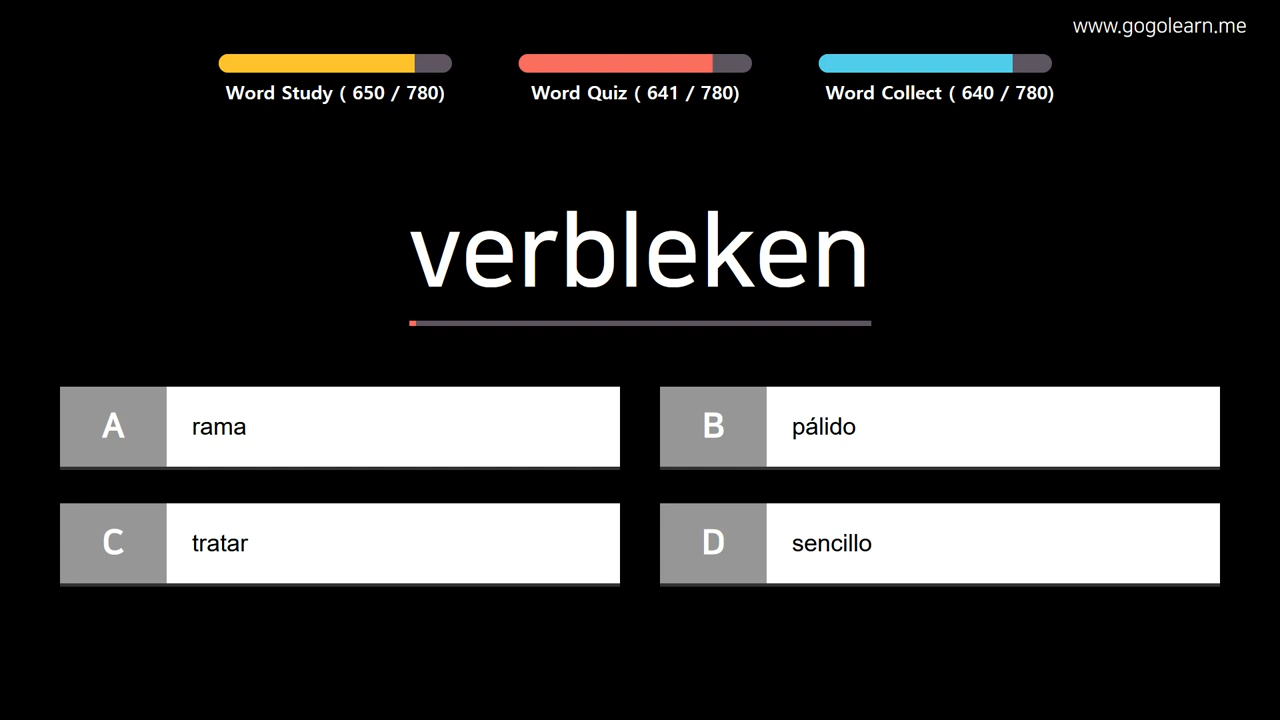 www.gogolearn.me
Word Study ( 650 / 780)
Word Quiz ( 641 / 780)
Word Collect ( 640 / 780)
verbleken
A rama
B pálido
C tratar
D sencillo